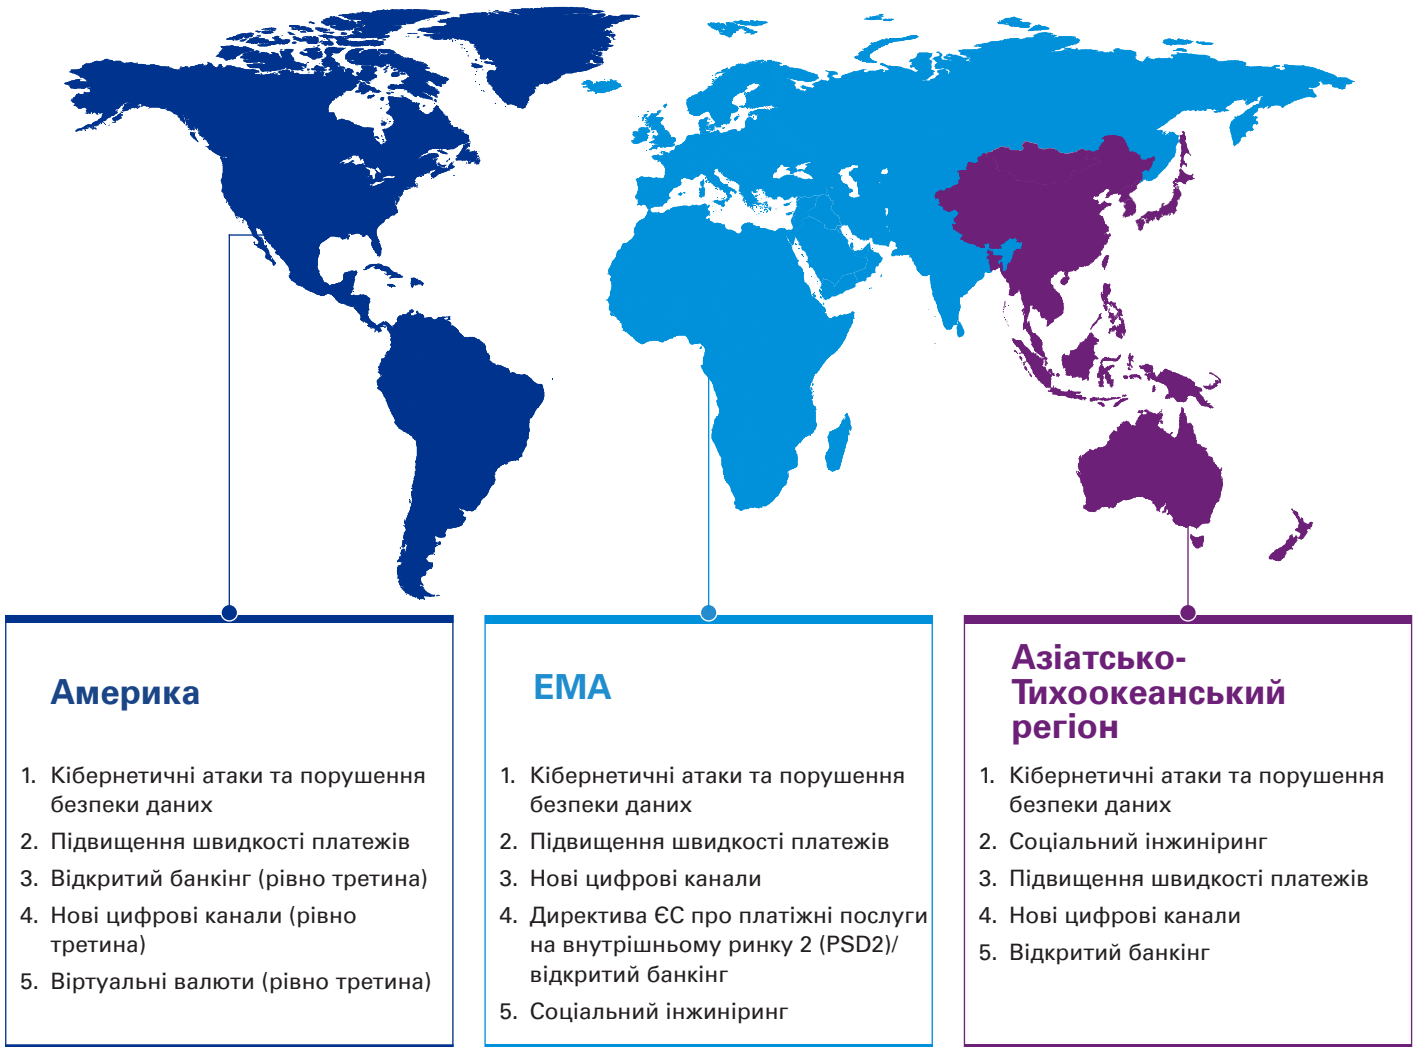 Америка
1. Кібернетичні атаки та порушення
безпеки даних
2. Підвищення швидкості платежів
3. Відкритий банкінг (рівно третина)
4. Нові цифрові канали (рівно
третина)
5. Віртуальні валюти (рівно третина)
ЕМА
1. Кібернетичні атаки та порушення
безпеки даних
2. Підвищення швидкості платежів
3. Нові цифрові канали
4. Директива ЄС про платіжні послуги
на внутрішньому ринку 2 (PSD2)/
відкритий банкінг
5. Соціальний інжиніринг
Азіатсько-
Тихоокеанський
регіон
1. Кібернетичні атаки та порушення
безпеки даних
2. Соціальний інжиніринг
3. Підвищення швидкості платежів
4. Нові цифрові канали
5. Відкритий банкінг